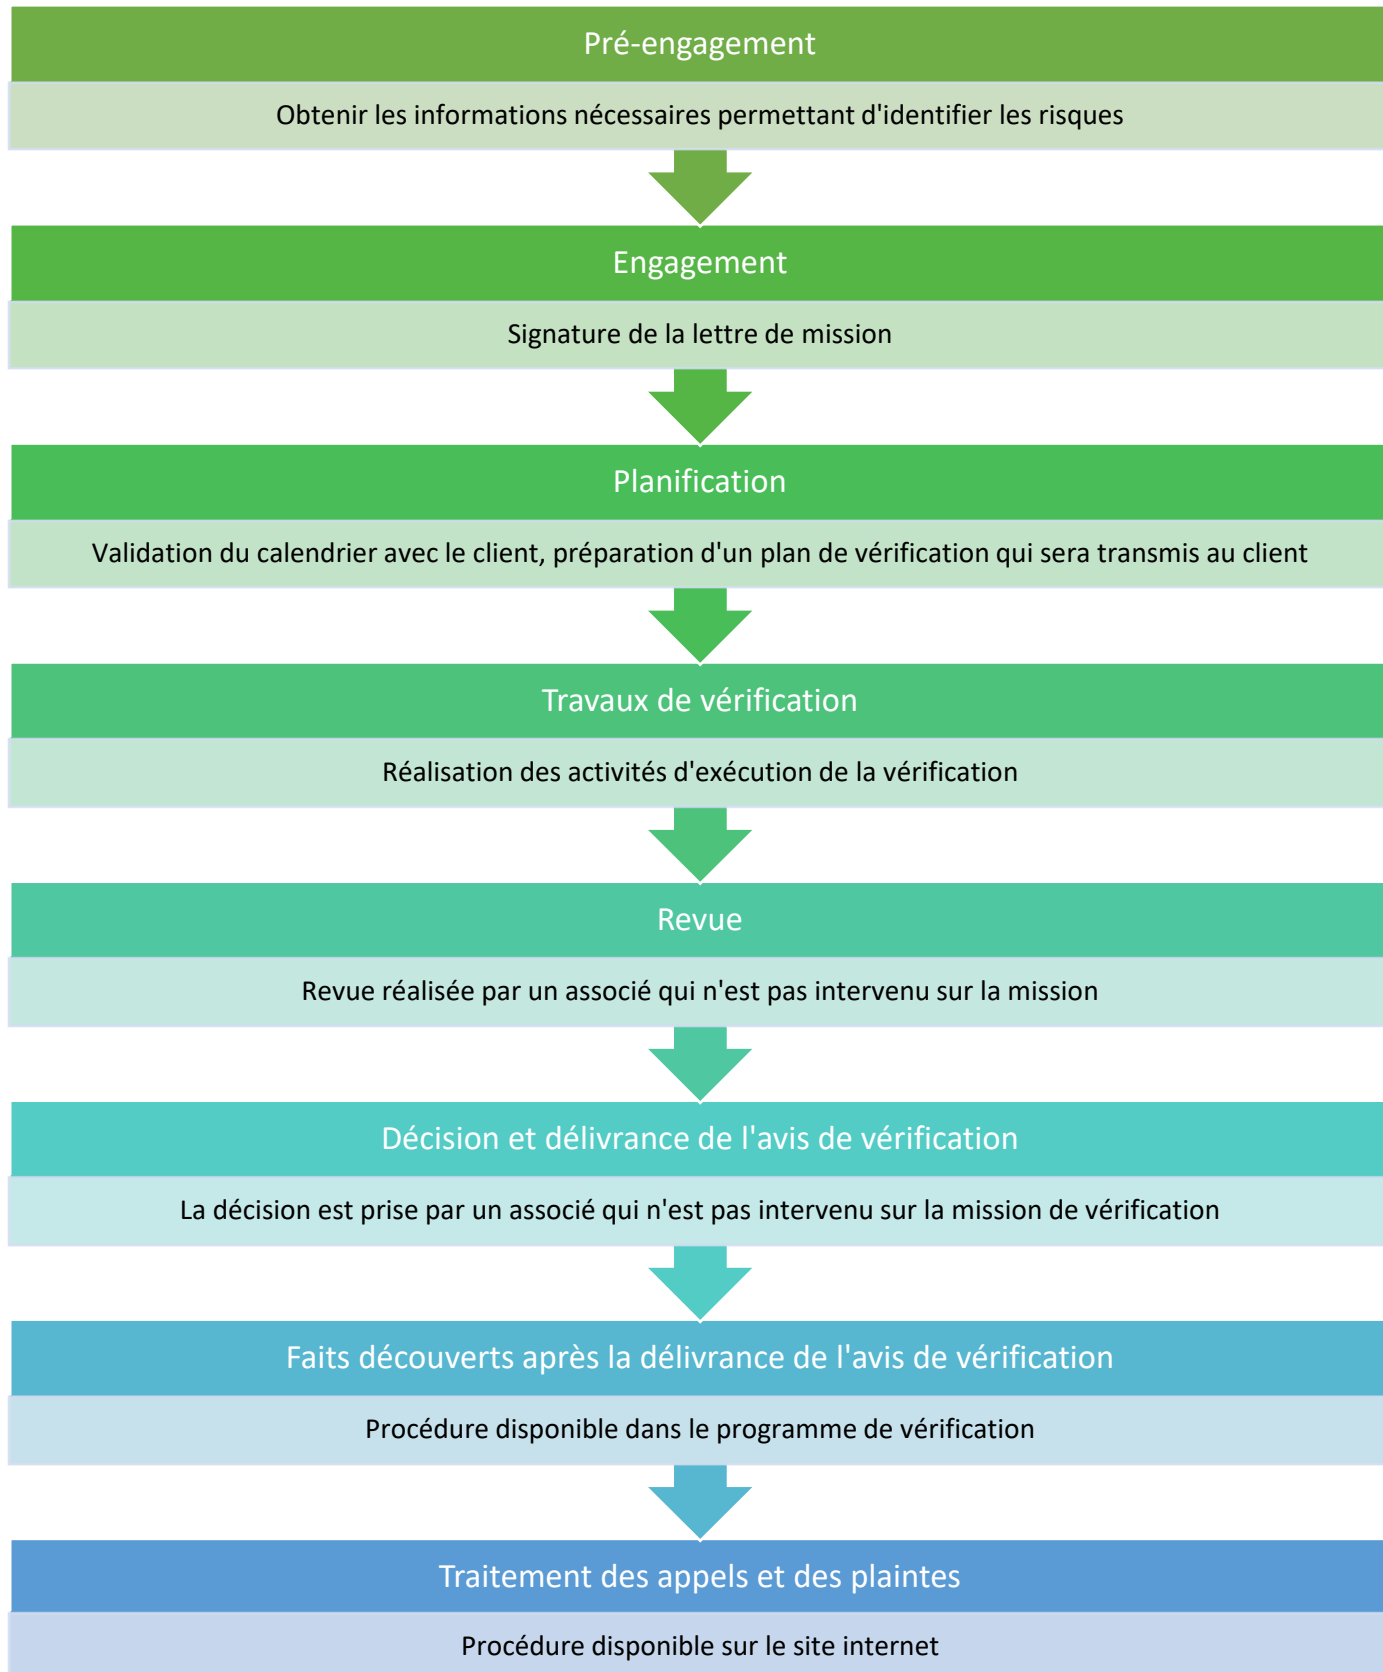 Pré-engagement
Obtenir les informations nécessaires permettant d'identifier les risques
Engagement
Signature de la lettre de mission
Planification
Validation du calendrier avec le client, préparation d'un plan de vérification qui sera transmis au client
Travaux de vérification
Réalisation des activités d'exécution de la vérification
Revue
Revue réalisée par un associé qui n'est pas intervenu sur la mission
Décision et délivrance de l'avis de vérification
La décision est prise par un associé qui n'est pas intervenu sur la mission de vérification
Faits découverts après la délivrance de l'avis de vérification
Procédure disponible dans le programme de vérification
Traitement des appels et des plaintes
Procédure disponible sur le site internet